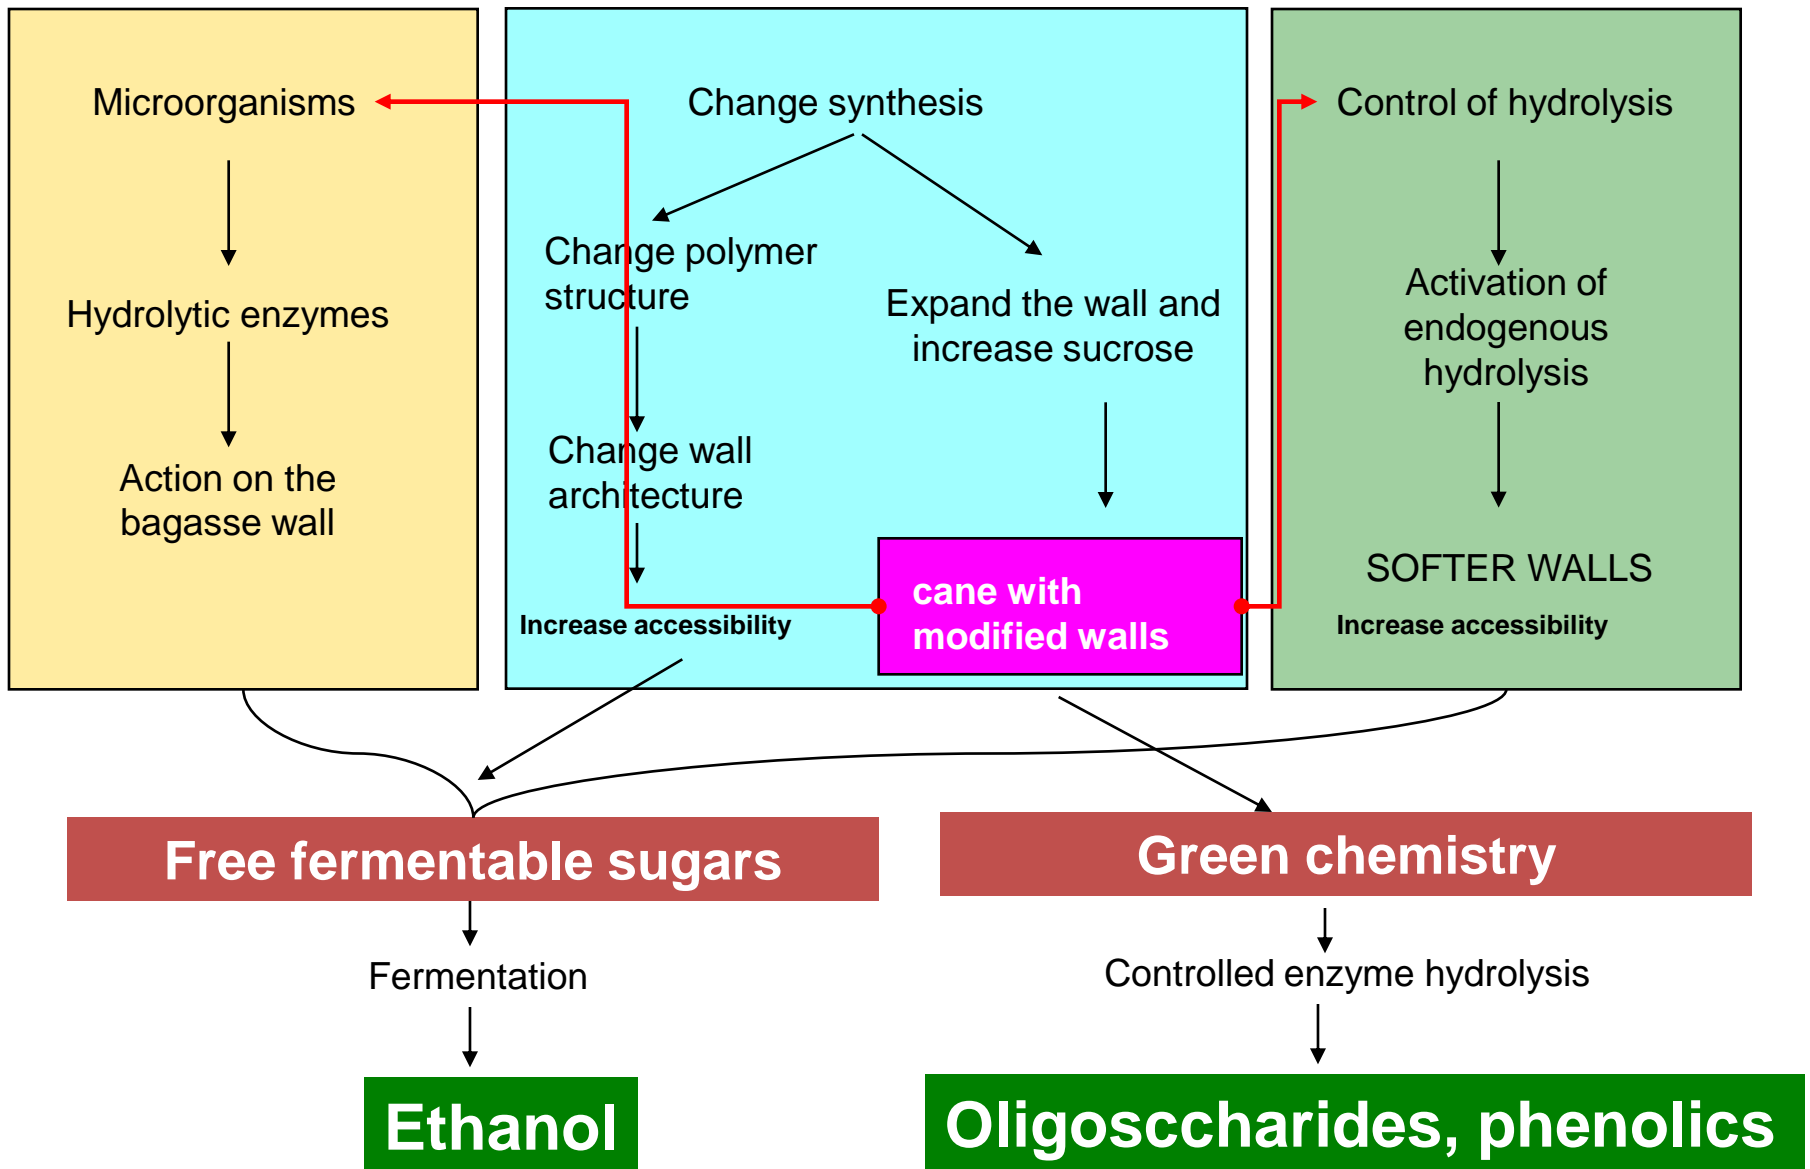 Microorganisms
Hydrolytic enzymes
Action on the
bagasse wall
Change synthesis
Change polymer
structure
Change wall
architecture
Increase accessibility
Expand the wall and
increase sucrose
cane with
modified walls
Control of hydrolysis
Activation of
endogenous
hydrolysis
SOFTER WALLS
Increase accessibility
Free fermentable sugars
Fermentation
Ethanol
Green chemistry
Controlled enzyme hydrolysis
Oligosccharides, phenolics